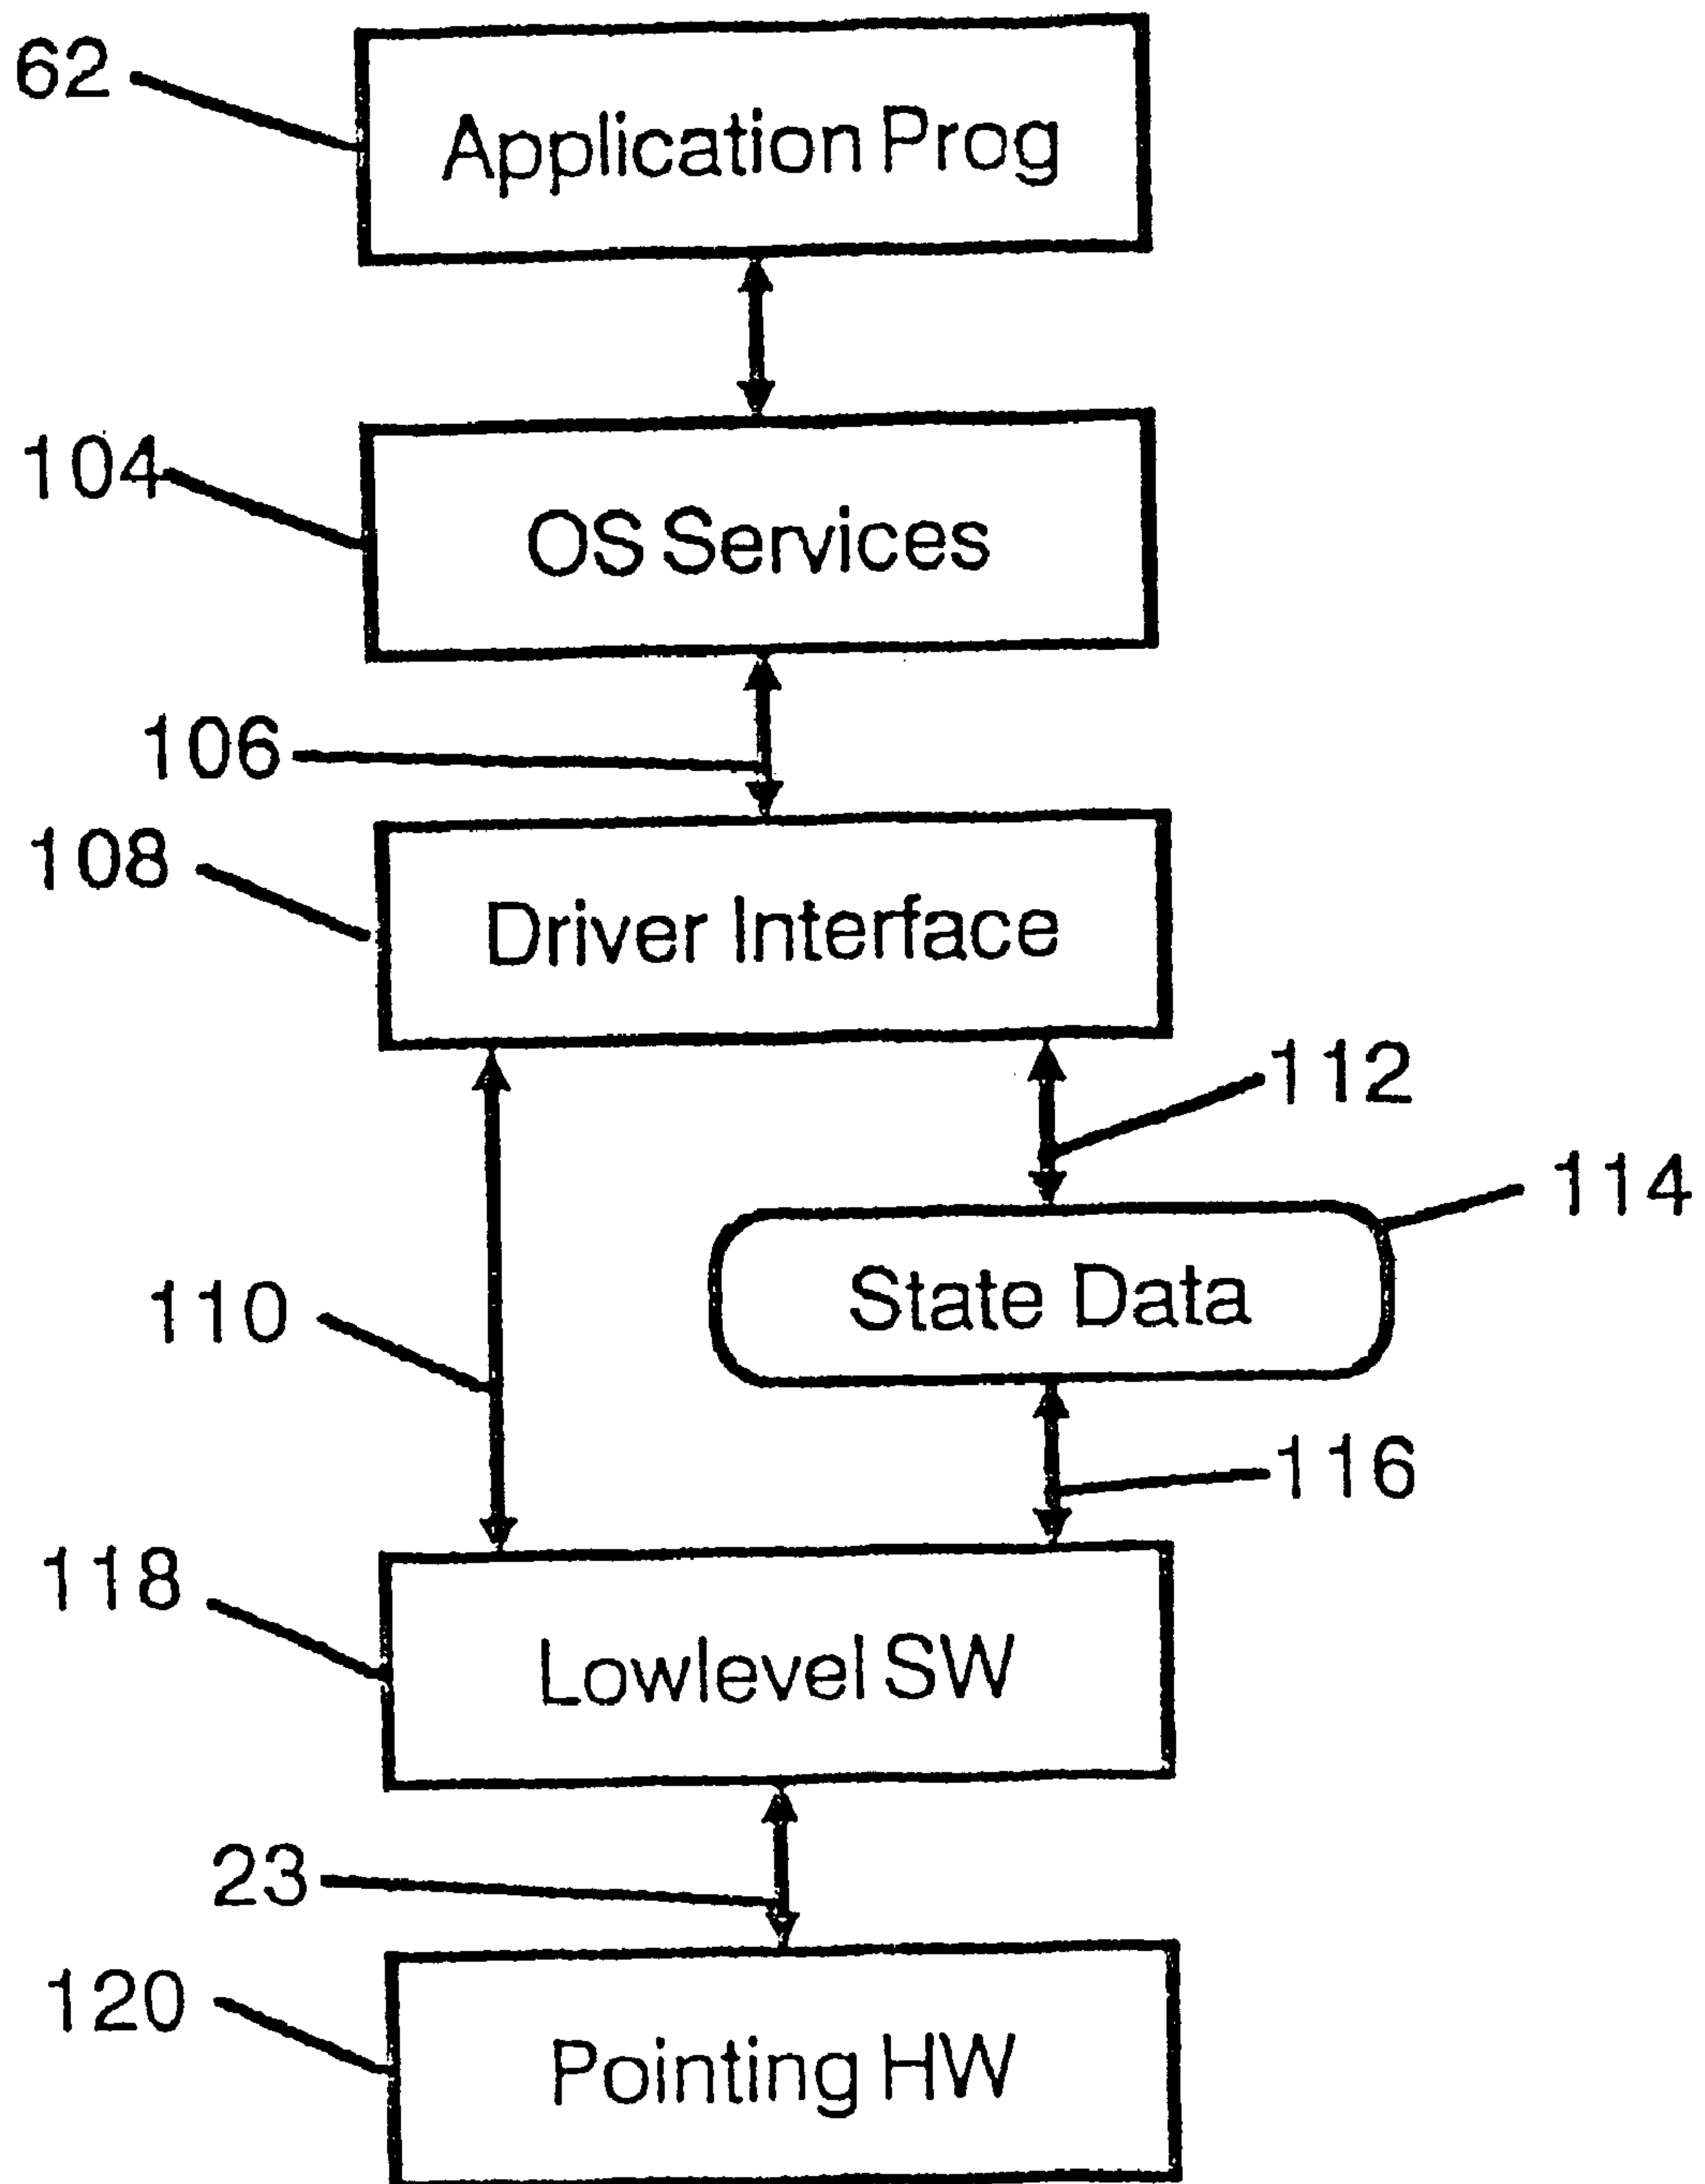 62
Application Prog
104
OS Services
106
108
Driver Interface
112
114
State Data
110
116
118
Lowlevel SW
23
120
Pointing HW